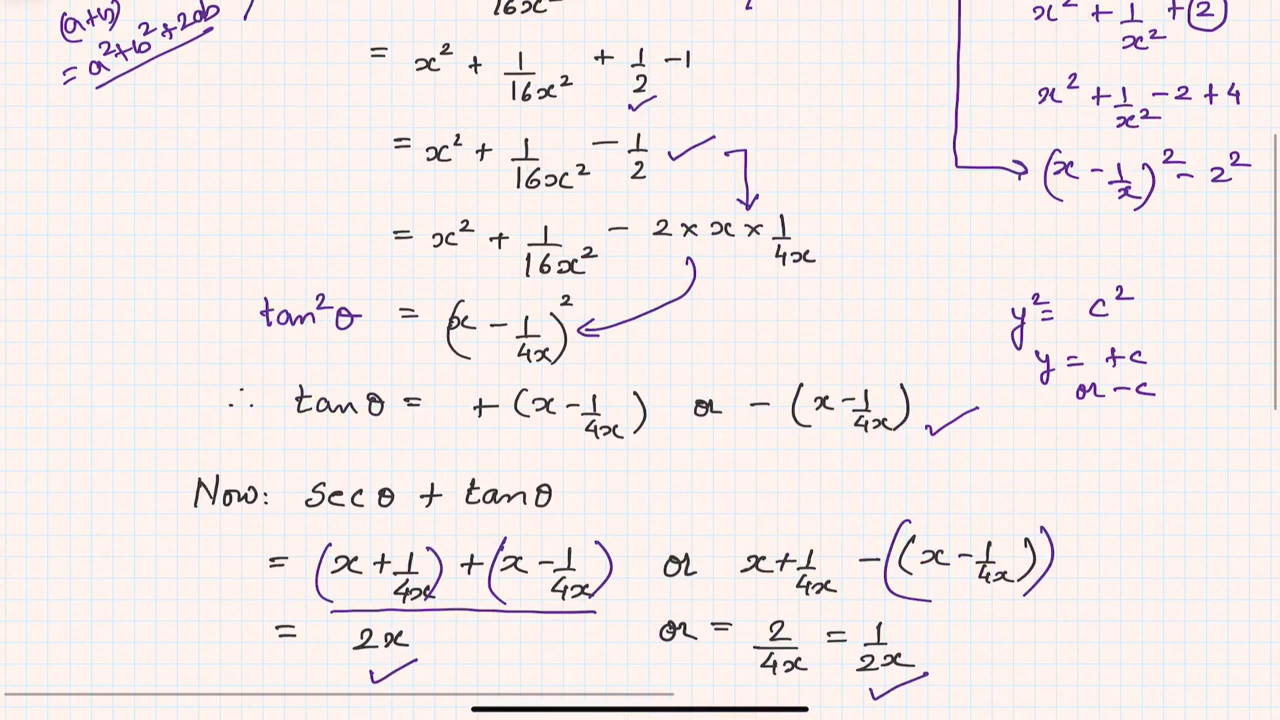 (a+b)²
= a²+b²+2ab
16x²
= x² + 1/16x² + 1/2 -1
= x² + 1/16x² - 1/2
= x² + 1/16x² - 2 × x × 1/4x
tan²θ = (x - 1/4x)²
∴ tanθ = +(x - 1/4x) or - (x - 1/4x)
Now: secθ + tanθ
= (x + 1/4x) + (x - 1/4x) or x + 1/4x - ((x - 1/4x))
= 2x or = 2/4x = 1/2x
x² + 1/x² + 2
x² + 1/x² - 2 + 4
(x - 1/x)² - 2²
y² = c²
y = +c
or -c